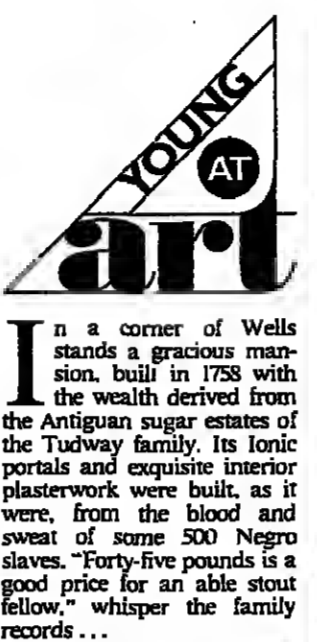 YOUNG
AT
art
In a corner of Wells
stands a gracious man-
sion, built in 1758 with
the wealth derived from
the Antiguan sugar estates of
the Tudway family. Its Ionic
portals and exquisite interior
plasterwork were built, as it
were, from the blood and
sweat of some 500 Negro
slaves. "Forty-five pounds is a
good price for an able stout
fellow," whisper the family
records ...